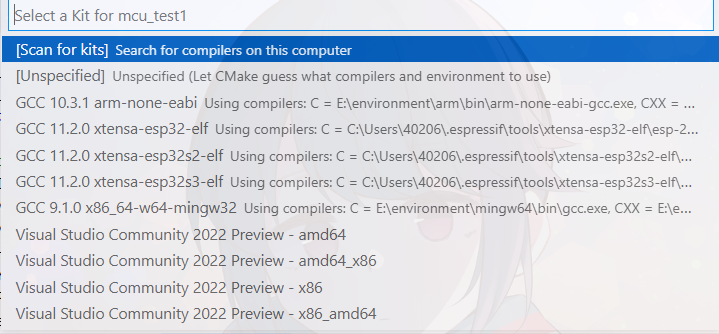 Select a Kit for mcu_test1
[Scan for kits] Search for compilers on this computer
[Unspecified] Unspecified (Let CMake guess what compilers and environment to use)
GCC 10.3.1 arm-none-eabi Using compilers: C = E:\environment\arm\bin\arm-none-eabi-gcc.exe, CXX = ...
GCC 11.2.0 xtensa-esp32-elf Using compilers: C = C:\Users\40206\.espressif\tools\xtensa-esp32-elf\esp-2...
GCC 11.2.0 xtensa-esp32s2-elf Using compilers: C = C:\Users\40206\.espressif\tools\xtensa-esp32s2-elf\...
GCC 11.2.0 xtensa-esp32s3-elf Using compilers: C = C:\Users\40206\.espressif\tools\xtensa-esp32s3-elf\...
GCC 9.1.0 x86_64-w64-mingw32 Using compilers: C = E:\environment\mingw64\bin\gcc.exe, CXX = E:\e...
Visual Studio Community 2022 Preview - amd64
Visual Studio Community 2022 Preview - amd64_x86
Visual Studio Community 2022 Preview - x86
Visual Studio Community 2022 Preview - x86_amd64